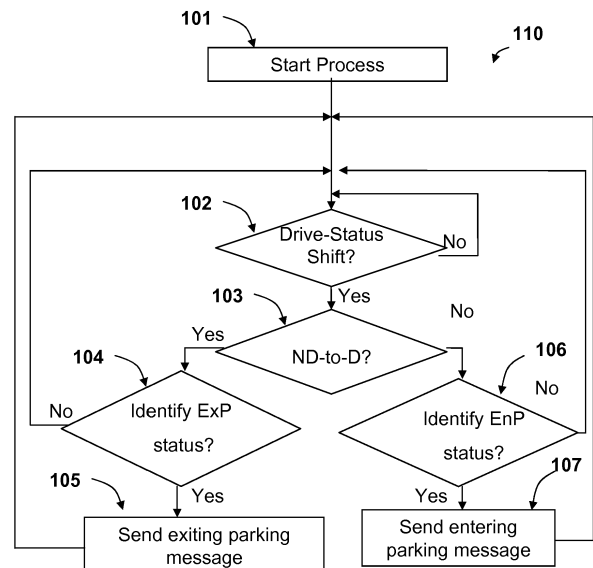 101
110
Start Process
102
Drive-Status
Shift?
No
Yes
103
No
Yes
ND-to-D?
104
106
No
No
Identify ExP
status?
Identify EnP
status?
105
Yes
Yes
107
Send exiting parking
message
Send entering
parking message